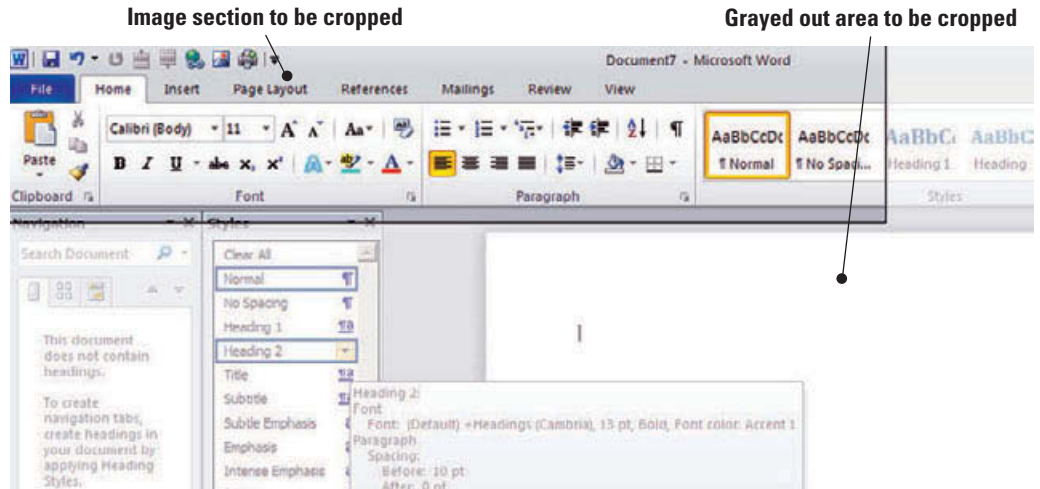 Image section to be cropped
Grayed out area to be cropped
W
Document7 - Microsoft Word
File Home Insert Page Layout References Mailings Review View
Calibri (Body) 11 A A Aa
AaBbCcDc AaBbCcDc AaBbC AaBbC
Paste
B I U abc x, x² A ab A
¶ Normal ¶ No Spaci... Heading 1 Heading
Clipboard Font Paragraph Styles
Navigation Styles
Search Document
Clear All
Normal ¶
No Spacing ¶
Heading 1 ¶a
This document
does not contain
headings.
Heading 2
Title ¶a
To create
navigation tabs,
create headings in
your document by
applying Heading
Styles.
Subtitle
Subtle Emphasis
Emphasis
Intense Emphasis
Heading 2:
Font
Font: (Default) +Headings (Cambria), 13 pt, Bold, Font color: Accent 1
Paragraph
Spacing:
Before: 10 pt
After: 0 pt